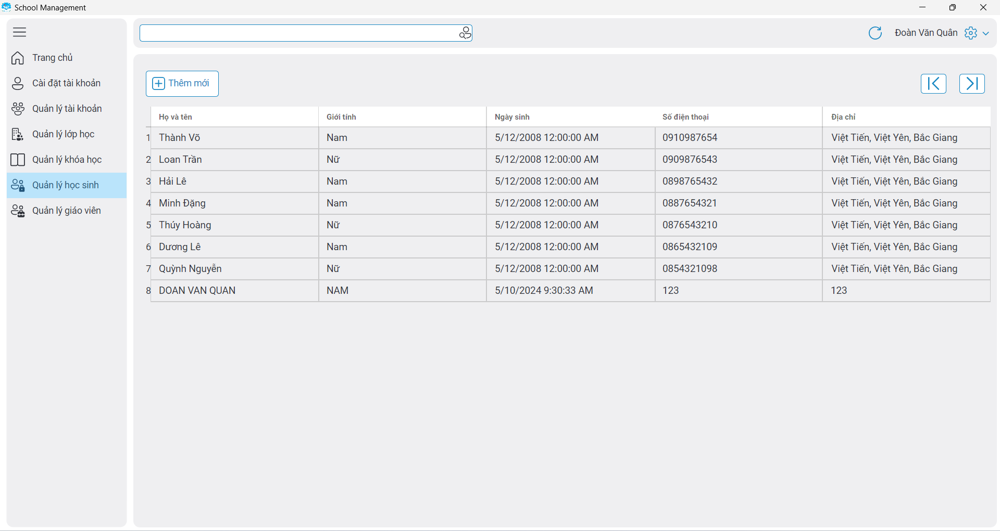 School Management
Đoàn Văn Quân
Trang chủ
Cài đặt tài khoản
Quản lý tài khoản
Quản lý lớp học
Quản lý khóa học
Quản lý học sinh
Quản lý giáo viên
Thêm mới
Họ và tên Giới tính Ngày sinh Số điện thoại Địa chỉ
1 Thành Võ Nam 5/12/2008 12:00:00 AM 0910987654 Việt Tiến, Việt Yên, Bắc Giang
2 Loan Trần Nữ 5/12/2008 12:00:00 AM 0909876543 Việt Tiến, Việt Yên, Bắc Giang
3 Hải Lê Nam 5/12/2008 12:00:00 AM 0898765432 Việt Tiến, Việt Yên, Bắc Giang
4 Minh Đặng Nam 5/12/2008 12:00:00 AM 0887654321 Việt Tiến, Việt Yên, Bắc Giang
5 Thúy Hoàng Nữ 5/12/2008 12:00:00 AM 0876543210 Việt Tiến, Việt Yên, Bắc Giang
6 Dương Lê Nam 5/12/2008 12:00:00 AM 0865432109 Việt Tiến, Việt Yên, Bắc Giang
7 Quỳnh Nguyễn Nữ 5/12/2008 12:00:00 AM 0854321098 Việt Tiến, Việt Yên, Bắc Giang
8 DOAN VAN QUAN NAM 5/10/2024 9:30:33 AM 123 123